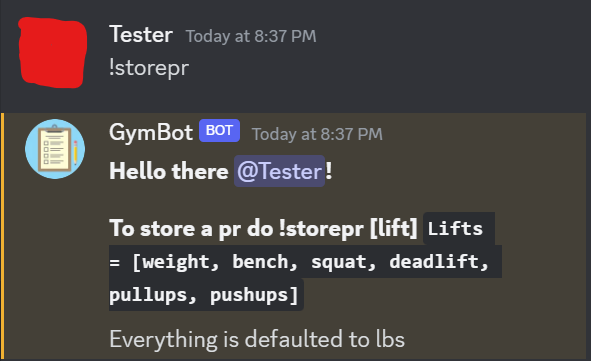 Tester Today at 8:37 PM
!storepr
GymBot BOT Today at 8:37 PM
Hello there @Tester!
To store a pr do !storepr [lift] Lifts
= [weight, bench, squat, deadlift,
pullups, pushups]
Everything is defaulted to lbs